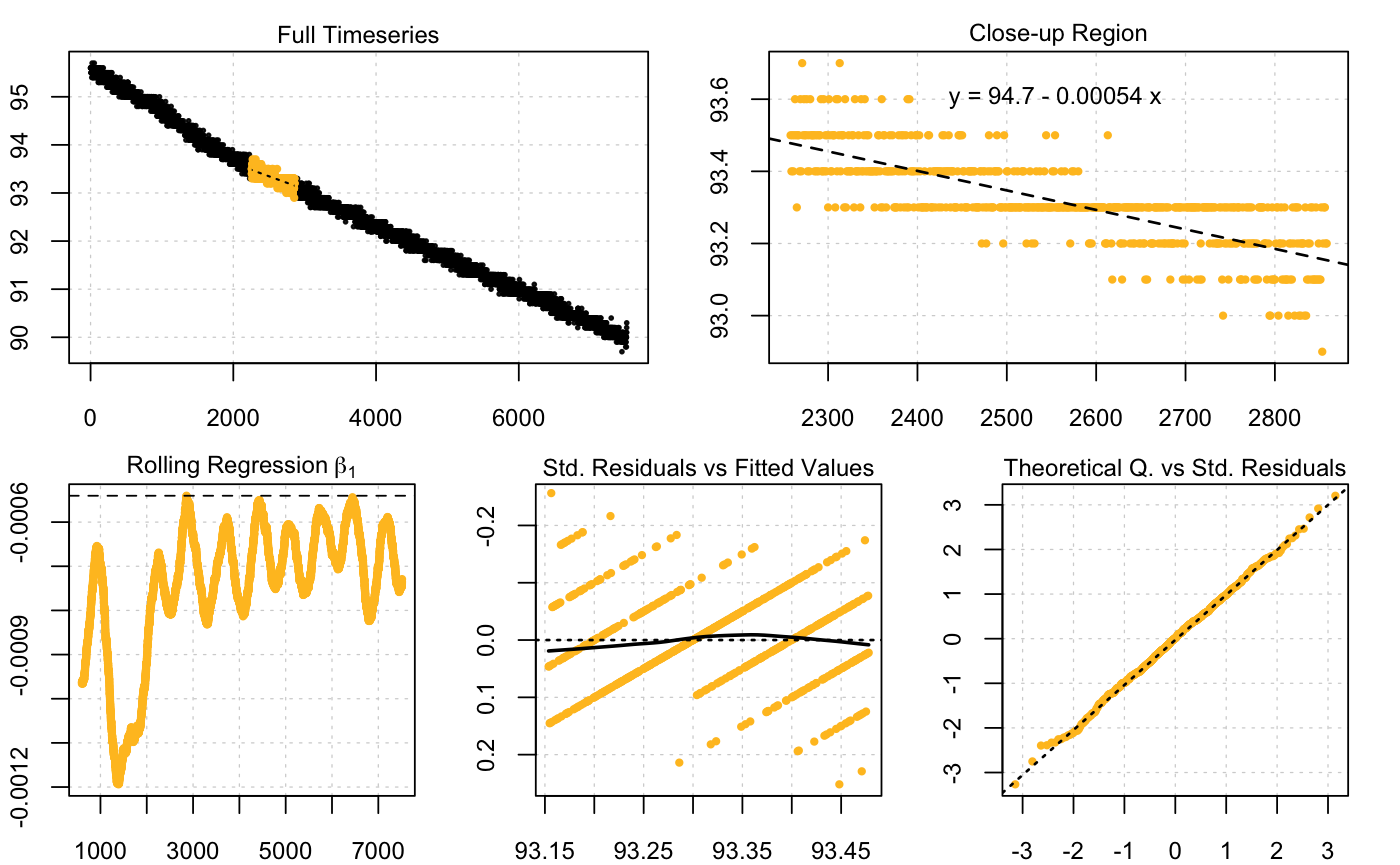 Full Timeseries
95
94
93
92
91
90
0 2000 4000 6000
Close-up Region
y = 94.7 - 0.00054 x
93.6
93.4
93.2
93.0
2300 2400 2500 2600 2700 2800
Rolling Regression β1
-0.0006
-0.0009
-0.0012
1000 3000 5000 7000
Std. Residuals vs Fitted Values
-0.2
0.0
0.1
0.2
93.15 93.25 93.35 93.45
Theoretical Q. vs Std. Residuals
3
2
1
0
-1
-2
-3
-3 -2 -1 0 1 2 3